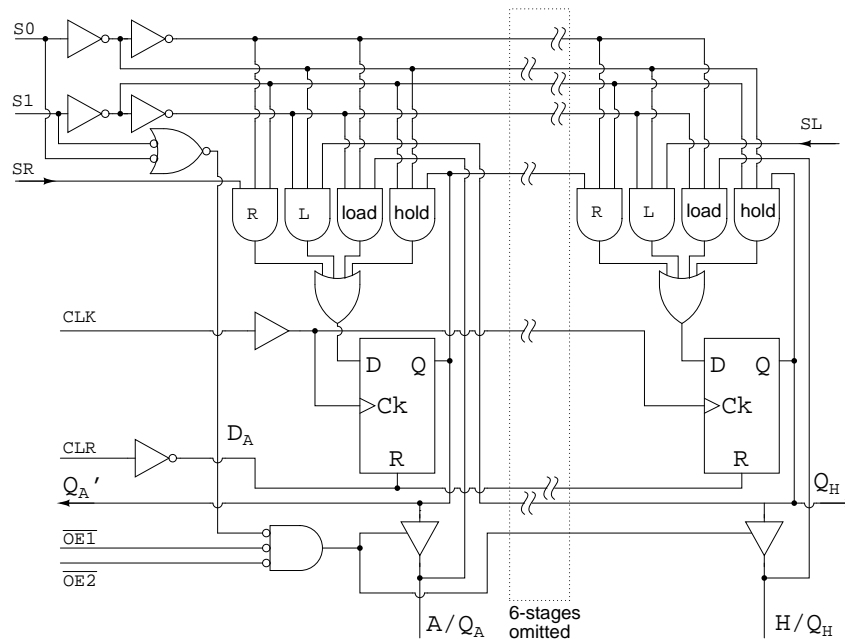 S0
S1
SL
SR
R
L
load
hold
R
L
load
hold
CLK
D
Q
Ck
R
D
Q
Ck
R
D_A
CLR
Q_A'
Q_H
OE1
OE2
A/Q_A
6-stages
omitted
H/Q_H